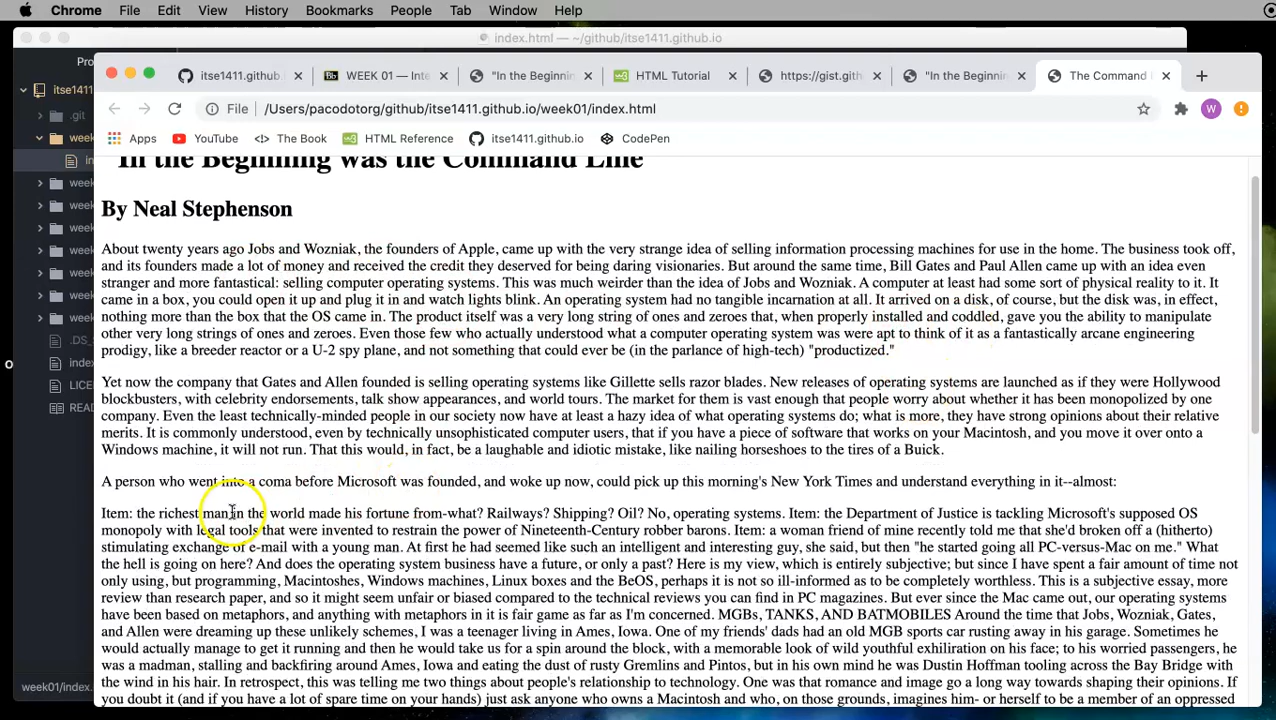 Chrome File Edit View History Bookmarks People Tab Window Help
index.html — ~/github/itse1411.github.io
Pro
itse1411.github. WEEK 01 — Inte "In the Beginnin HTML Tutorial https://gist.gith "In the Beginnin The Command
File /Users/pacodotorg/github/itse1411.github.io/week01/index.html W
Apps YouTube The Book HTML Reference itse1411.github.io CodePen
itse1411
.git
week
in
week
week
week
week
week
week
week
.DS_S
index
LICE
READ
week01/index.
In the Beginning was the Command Line
By Neal Stephenson
About twenty years ago Jobs and Wozniak, the founders of Apple, came up with the very strange idea of selling information processing machines for use in the home. The business took off,
and its founders made a lot of money and received the credit they deserved for being daring visionaries. But around the same time, Bill Gates and Paul Allen came up with an idea even
stranger and more fantastical: selling computer operating systems. This was much weirder than the idea of Jobs and Wozniak. A computer at least had some sort of physical reality to it. It
came in a box, you could open it up and plug it in and watch lights blink. An operating system had no tangible incarnation at all. It arrived on a disk, of course, but the disk was, in effect,
nothing more than the box that the OS came in. The product itself was a very long string of ones and zeroes that, when properly installed and coddled, gave you the ability to manipulate
other very long strings of ones and zeroes. Even those few who actually understood what a computer operating system was were apt to think of it as a fantastically arcane engineering
prodigy, like a breeder reactor or a U-2 spy plane, and not something that could ever be (in the parlance of high-tech) "productized."
Yet now the company that Gates and Allen founded is selling operating systems like Gillette sells razor blades. New releases of operating systems are launched as if they were Hollywood
blockbusters, with celebrity endorsements, talk show appearances, and world tours. The market for them is vast enough that people worry about whether it has been monopolized by one
company. Even the least technically-minded people in our society now have at least a hazy idea of what operating systems do; what is more, they have strong opinions about their relative
merits. It is commonly understood, even by technically unsophisticated computer users, that if you have a piece of software that works on your Macintosh, and you move it over onto a
Windows machine, it will not run. That this would, in fact, be a laughable and idiotic mistake, like nailing horseshoes to the tires of a Buick.
A person who went into a coma before Microsoft was founded, and woke up now, could pick up this morning's New York Times and understand everything in it--almost:
Item: the richest man in the world made his fortune from-what? Railways? Shipping? Oil? No, operating systems. Item: the Department of Justice is tackling Microsoft's supposed OS
monopoly with legal tools that were invented to restrain the power of Nineteenth-Century robber barons. Item: a woman friend of mine recently told me that she'd broken off a (hitherto)
stimulating exchange of e-mail with a young man. At first he had seemed like such an intelligent and interesting guy, she said, but then "he started going all PC-versus-Mac on me." What
the hell is going on here? And does the operating system business have a future, or only a past? Here is my view, which is entirely subjective; but since I have spent a fair amount of time not
only using, but programming, Macintoshes, Windows machines, Linux boxes and the BeOS, perhaps it is not so ill-informed as to be completely worthless. This is a subjective essay, more
review than research paper, and so it might seem unfair or biased compared to the technical reviews you can find in PC magazines. But ever since the Mac came out, our operating systems
have been based on metaphors, and anything with metaphors in it is fair game as far as I'm concerned. MGBs, TANKS, AND BATMOBILES Around the time that Jobs, Wozniak, Gates,
and Allen were dreaming up these unlikely schemes, I was a teenager living in Ames, Iowa. One of my friends' dads had an old MGB sports car rusting away in his garage. Sometimes he
would actually manage to get it running and then he would take us for a spin around the block, with a memorable look of wild youthful exhiliration on his face; to his worried passengers, he
was a madman, stalling and backfiring around Ames, Iowa and eating the dust of rusty Gremlins and Pintos, but in his own mind he was Dustin Hoffman tooling across the Bay Bridge with
the wind in his hair. In retrospect, this was telling me two things about people's relationship to technology. One was that romance and image go a long way towards shaping their opinions. If
you doubt it (and if you have a lot of spare time on your hands) just ask anyone who owns a Macintosh and who, on those grounds, imagines him- or herself to be a member of an oppressed